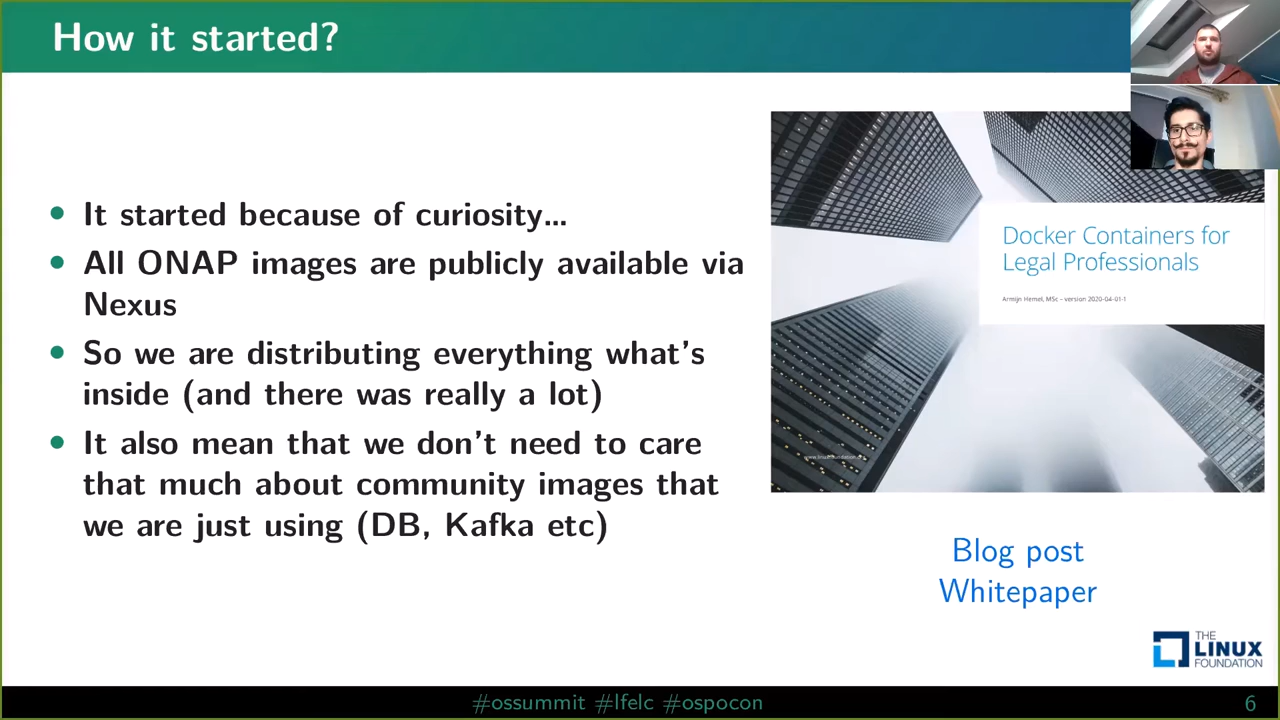 How it started?
It started because of curiosity...
All ONAP images are publicly available via
Nexus
So we are distributing everything what's
inside (and there was really a lot)
It also mean that we don't need to care
that much about community images that
we are just using (DB, Kafka etc)
Docker Containers for
Legal Professionals
Armijn Hemel, MSc – version 2020-04-01-1
Blog post
Whitepaper
THE
LINUX
FOUNDATION
#ossummit #lfelc #ospocon
6